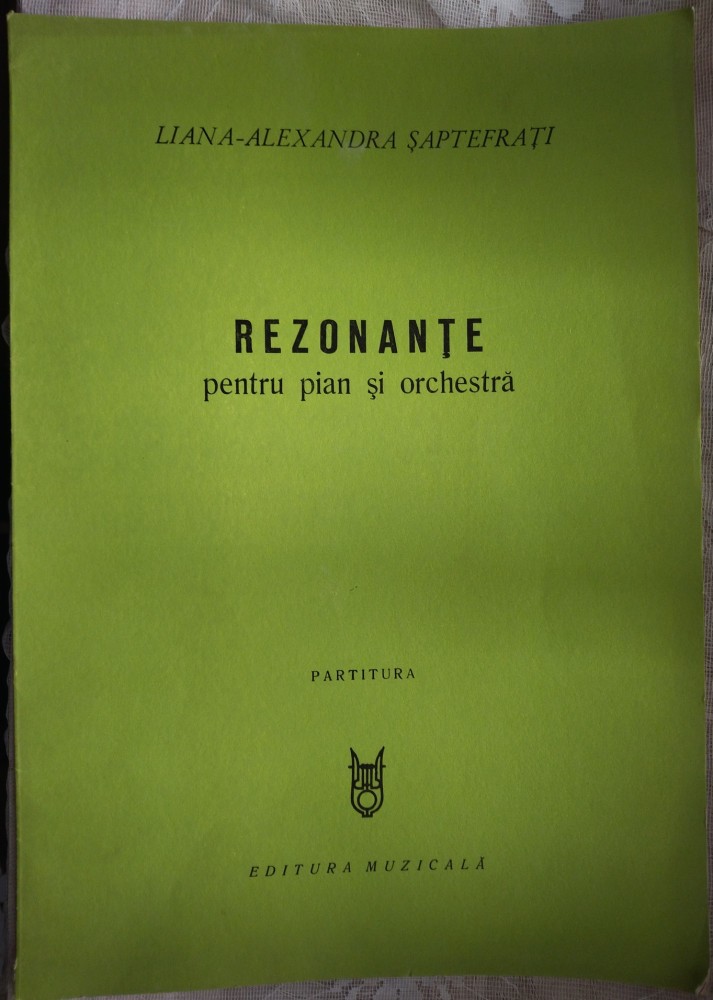 LIANA-ALEXANDRA ŞAPTEFRAŢI
REZONANŢE
pentru pian şi orchestră
PARTITURA
EDITURA MUZICALĂ